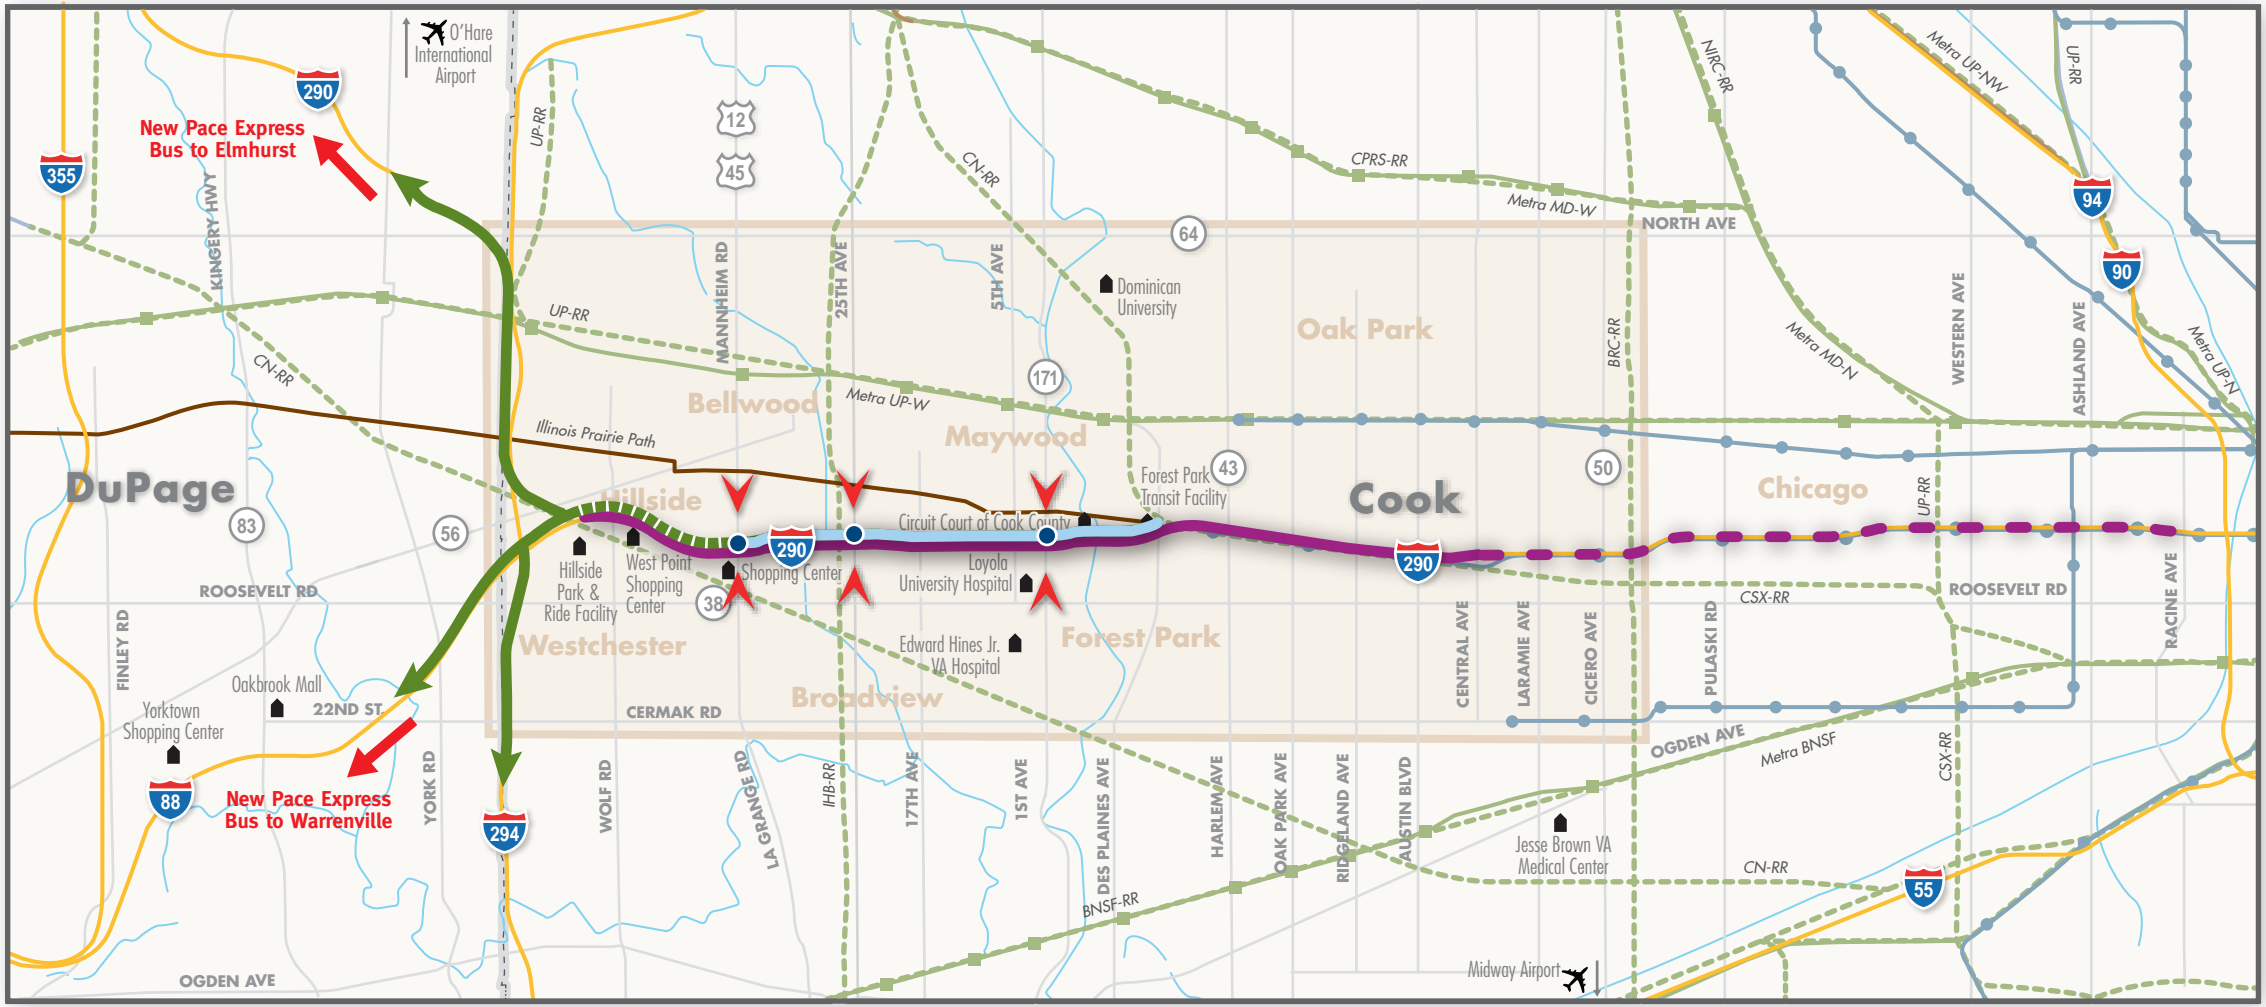 O'Hare
International
Airport
290
New Pace Express
Bus to Elmhurst
355
KINGERY HWY
UP-RR
12
45
CN-RR
CPRS-RR
Metra MD-W
NIRC-RR
Metra UP-NW
UP-RR
94
90
NORTH AVE
64
MANNHEIM RD
25TH AVE
5TH AVE
Dominican
University
Oak Park
BRC-RR
Metra MD-N
WESTERN AVE
ASHLAND AVE
Metra UP-N
UP-RR
CN-RR
171
Bellwood
Metra UP-W
Maywood
Illinois Prairie Path
DuPage
Hillside
Forest Park
Transit Facility
43
Cook
50
Chicago
UP-RR
83
56
Circuit Court of Cook County
290
290
Hillside
Park &
Ride Facility
West Point
Shopping
Center
Shopping Center
38
Loyola
University Hospital
Edward Hines Jr.
VA Hospital
Forest Park
Westchester
Broadview
ROOSEVELT RD
CSX-RR
ROOSEVELT RD
FINLEY RD
CENTRAL AVE
LARAMIE AVE
CICERO AVE
PULASKI RD
RACINE AVE
Oakbrook Mall
22ND ST
Yorktown
Shopping Center
CERMAK RD
OGDEN AVE
Metra BNSF
CSX-RR
88
New Pace Express
Bus to Warrenville
YORK RD
294
WOLF RD
LA GRANGE RD
IHB-RR
17TH AVE
1ST AVE
DES PLAINES AVE
HARLEM AVE
OAK PARK AVE
RIDGELAND AVE
AUSTIN BLVD
Jesse Brown VA
Medical Center
CN-RR
55
BNSF-RR
OGDEN AVE
Midway Airport